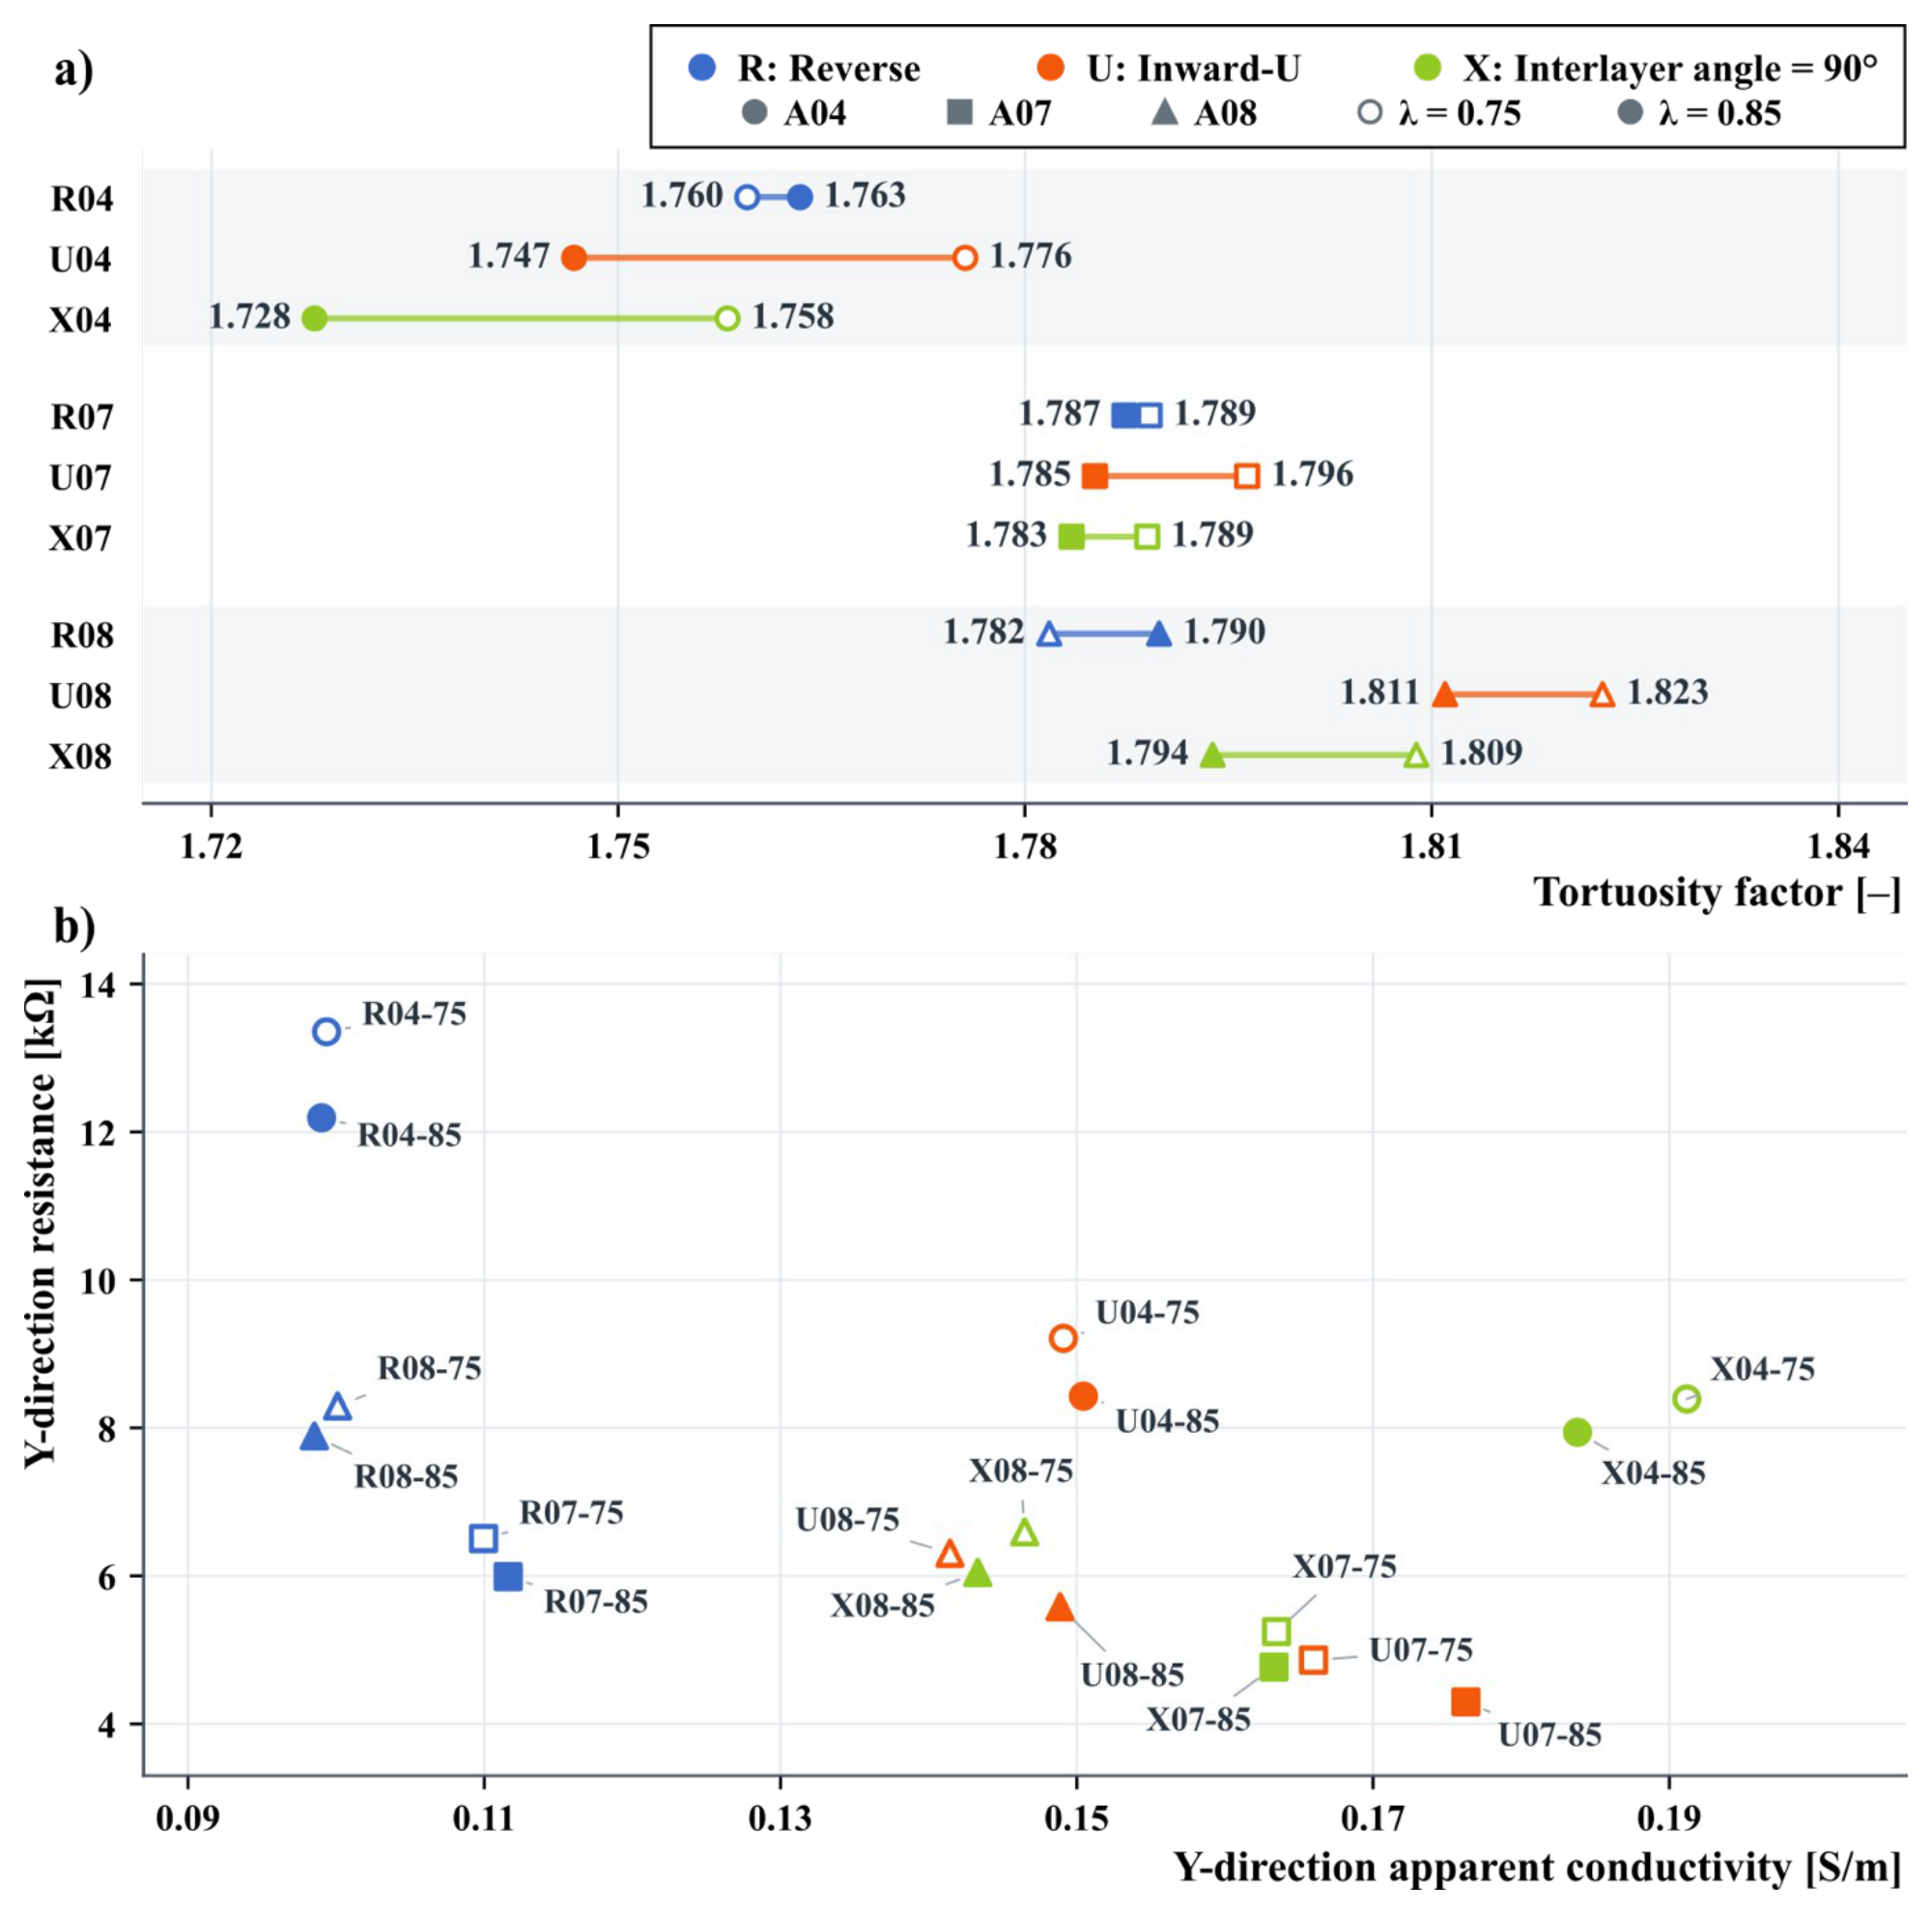 a)
R: Reverse U: Inward-U X: Interlayer angle = 90°
A04 A07 A08 λ = 0.75 λ = 0.85
R04 1.760 1.763
U04 1.747 1.776
X04 1.728 1.758
R07 1.787 1.789
U07 1.785 1.796
X07 1.783 1.789
R08 1.782 1.790
U08 1.811 1.823
X08 1.794 1.809
1.72 1.75 1.78 1.81 1.84
Tortuosity factor [–]
b)
Y-direction resistance [kΩ]
14
R04-75
12
R04-85
10
U04-75
R08-75
X04-75
8
U04-85
X08-75
X04-85
R08-85
R07-75
U08-75
X07-75
6
R07-85
X08-85
U07-75
U08-85
X07-85
4
U07-85
0.09 0.11 0.13 0.15 0.17 0.19
Y-direction apparent conductivity [S/m]